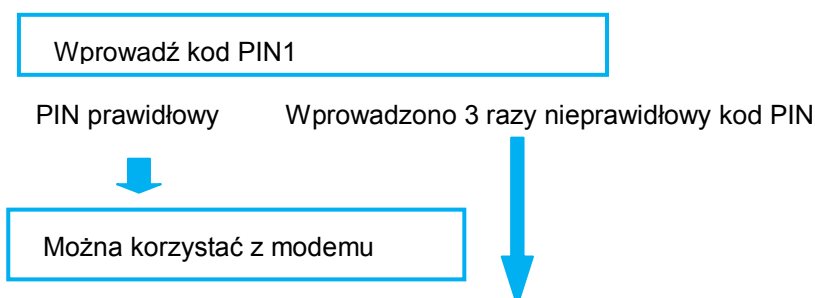 Wprowadź kod PIN1
PIN prawidłowy Wprowadzono 3 razy nieprawidłowy kod PIN
Można korzystać z modemu